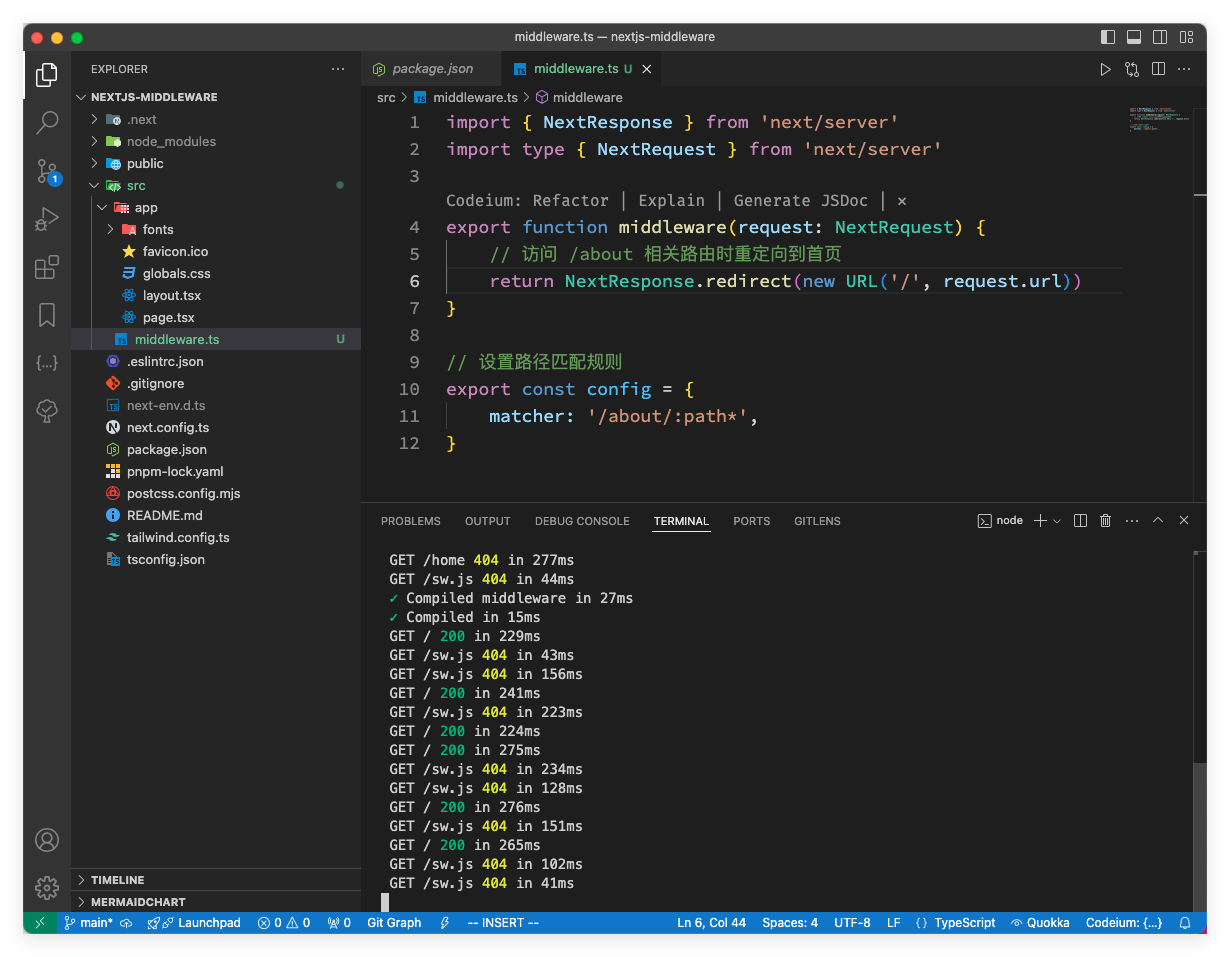 middleware.ts — nextjs-middleware
EXPLORER
NEXTJS-MIDDLEWARE
.next
node_modules
public
src
app
fonts
favicon.ico
globals.css
layout.tsx
page.tsx
middleware.ts U
.eslintrc.json
.gitignore
next-env.d.ts
next.config.ts
package.json
pnpm-lock.yaml
postcss.config.mjs
README.md
tailwind.config.ts
tsconfig.json
TIMELINE
MERMAIDCHART
1
package.json
middleware.ts U
src > middleware.ts > middleware
1 import { NextResponse } from 'next/server'
2 import type { NextRequest } from 'next/server'
3
Codeium: Refactor | Explain | Generate JSDoc | ×
4 export function middleware(request: NextRequest) {
5 // 访问 /about 相关路由时重定向到首页
6 return NextResponse.redirect(new URL('/', request.url))
7 }
8
9 // 设置路径匹配规则
10 export const config = {
11 matcher: '/about/:path*',
12 }
PROBLEMS OUTPUT DEBUG CONSOLE TERMINAL PORTS GITLENS
node
GET /home 404 in 277ms
GET /sw.js 404 in 44ms
✓ Compiled middleware in 27ms
✓ Compiled in 15ms
GET / 200 in 229ms
GET /sw.js 404 in 43ms
GET /sw.js 404 in 156ms
GET / 200 in 241ms
GET /sw.js 404 in 223ms
GET / 200 in 224ms
GET / 200 in 275ms
GET /sw.js 404 in 234ms
GET /sw.js 404 in 128ms
GET / 200 in 276ms
GET /sw.js 404 in 151ms
GET / 200 in 265ms
GET /sw.js 404 in 102ms
GET /sw.js 404 in 41ms
main* Launchpad 0 0 0 Git Graph -- INSERT -- Ln 6, Col 44 Spaces: 4 UTF-8 LF {} TypeScript Quokka Codeium: {...}